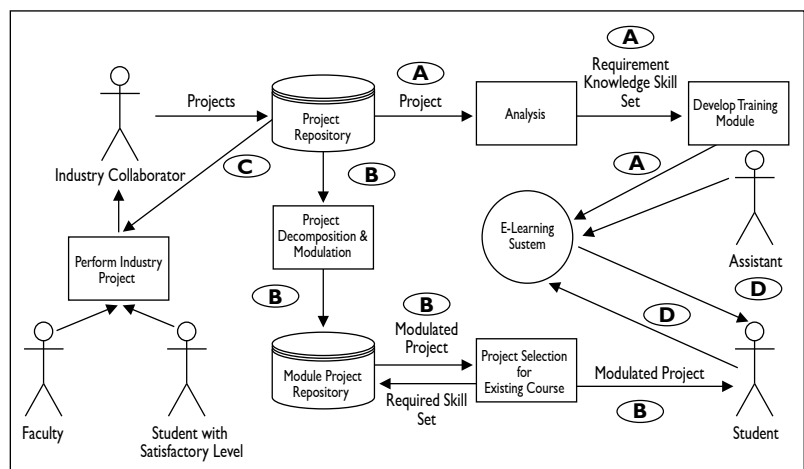 A
A
Requirement
Knowledge Skill
Set
Projects
Project
Project
Repository
Analysis
Develop Training
Module
Industry Collaborator
C
B
A
Project
Decomposition &
Modulation
E-Learning
Sustem
Assistant
Perform Industry
Project
B
B
D
D
Modulated
Project
Module Project
Repository
Project Selection
for
Existing Course
Modulated Project
Required Skill
Set
B
Faculty
Student with
Satisfactory Level
Student